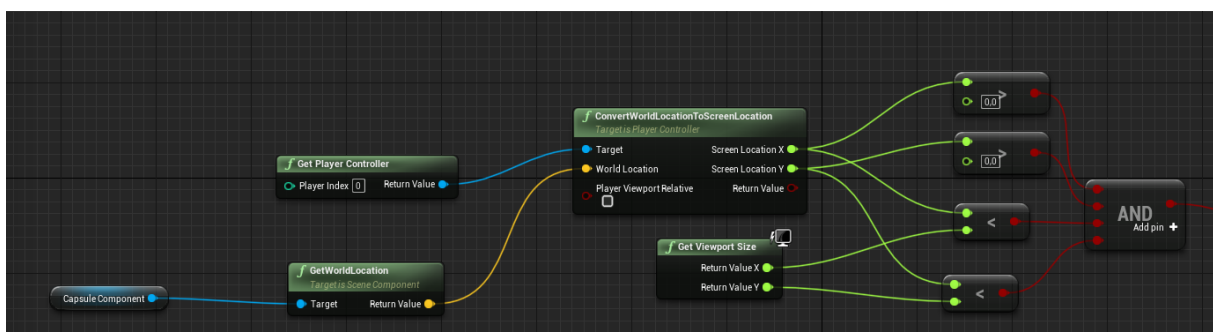 f Get Player Controller
Player Index 0 Return Value
Capsule Component
f GetWorldLocation
Target is Scene Component
Target Return Value
f ConvertWorldLocationToScreenLocation
Target is Player Controller
Target Screen Location X
World Location Screen Location Y
Player Viewport Relative Return Value
f Get Viewport Size
Return Value X
Return Value Y
>
0,0
>
0,0
<
<
AND
Add pin +